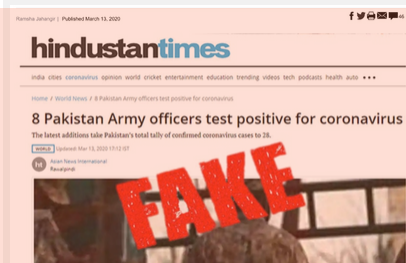 Ramsha Jahangir | Published March 13, 2020
hindustantimes
india cities coronavirus opinion world cricket entertainment education trending videos tech podcasts health auto
Home / World News / 8 Pakistan Army officers test positive for coronavirus
8 Pakistan Army officers test positive for coronavirus
The latest additions take Pakistan's total tally of confirmed coronavirus cases to 28.
WORLD Updated: Mar 13, 2020 17:12 IST
ht
Asian News International
Rawalpindi
FAKE